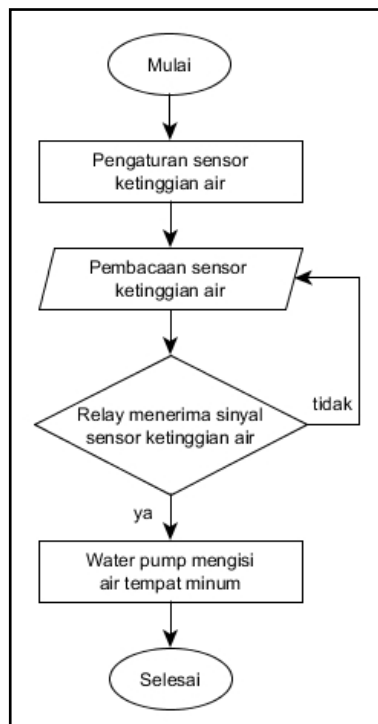 Mulai
Pengaturan sensor
ketinggian air
Pembacaan sensor
ketinggian air
Relay menerima sinyal
sensor ketinggian air
tidak
ya
Water pump mengisi
air tempat minum
Selesai